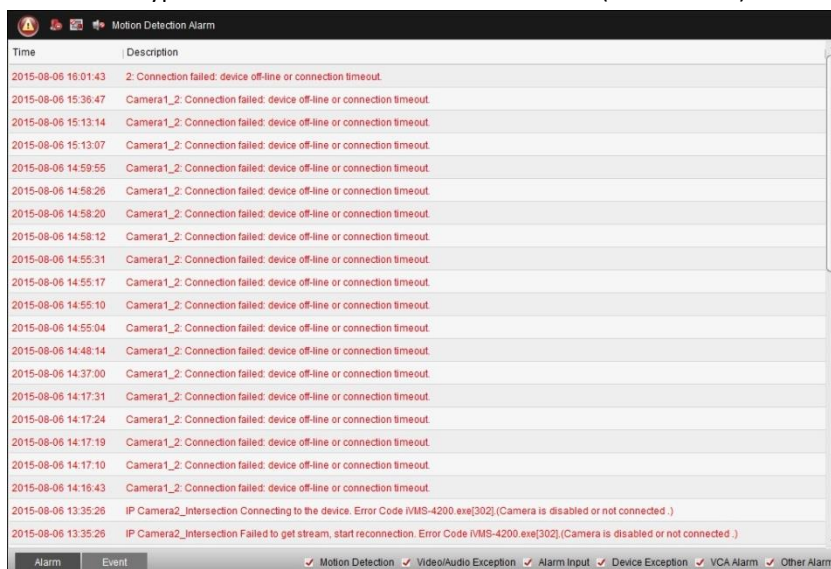 Motion Detection Alarm
Time Description
2015-08-06 16:01:43 2: Connection failed: device off-line or connection timeout.
2015-08-06 15:36:47 Camera1_2: Connection failed: device off-line or connection timeout.
2015-08-06 15:13:14 Camera1_2: Connection failed: device off-line or connection timeout.
2015-08-06 15:13:07 Camera1_2: Connection failed: device off-line or connection timeout.
2015-08-06 14:59:55 Camera1_2: Connection failed: device off-line or connection timeout.
2015-08-06 14:58:26 Camera1_2: Connection failed: device off-line or connection timeout.
2015-08-06 14:58:20 Camera1_2: Connection failed: device off-line or connection timeout.
2015-08-06 14:58:12 Camera1_2: Connection failed: device off-line or connection timeout.
2015-08-06 14:55:31 Camera1_2: Connection failed: device off-line or connection timeout.
2015-08-06 14:55:17 Camera1_2: Connection failed: device off-line or connection timeout.
2015-08-06 14:55:10 Camera1_2: Connection failed: device off-line or connection timeout.
2015-08-06 14:55:04 Camera1_2: Connection failed: device off-line or connection timeout.
2015-08-06 14:48:14 Camera1_2: Connection failed: device off-line or connection timeout.
2015-08-06 14:37:00 Camera1_2: Connection failed: device off-line or connection timeout.
2015-08-06 14:17:31 Camera1_2: Connection failed: device off-line or connection timeout.
2015-08-06 14:17:24 Camera1_2: Connection failed: device off-line or connection timeout.
2015-08-06 14:17:19 Camera1_2: Connection failed: device off-line or connection timeout.
2015-08-06 14:17:10 Camera1_2: Connection failed: device off-line or connection timeout.
2015-08-06 14:16:43 Camera1_2: Connection failed: device off-line or connection timeout.
2015-08-06 13:35:26 IP Camera2_Intersection Connecting to the device. Error Code iVMS-4200.exe[302].(Camera is disabled or not connected .)
2015-08-06 13:35:26 IP Camera2_Intersection Failed to get stream, start reconnection. Error Code iVMS-4200.exe[302].(Camera is disabled or not connected .)
Alarm Event Motion Detection Video/Audio Exception Alarm Input Device Exception VCA Alarm Other Alarm